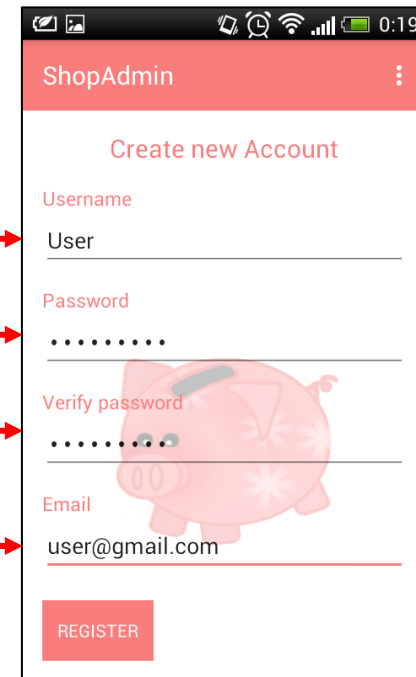 0:19
ShopAdmin
Create new Account
Username
User
Password
•••••••••
Verify password
•••••••••
Email
user@gmail.com
REGISTER